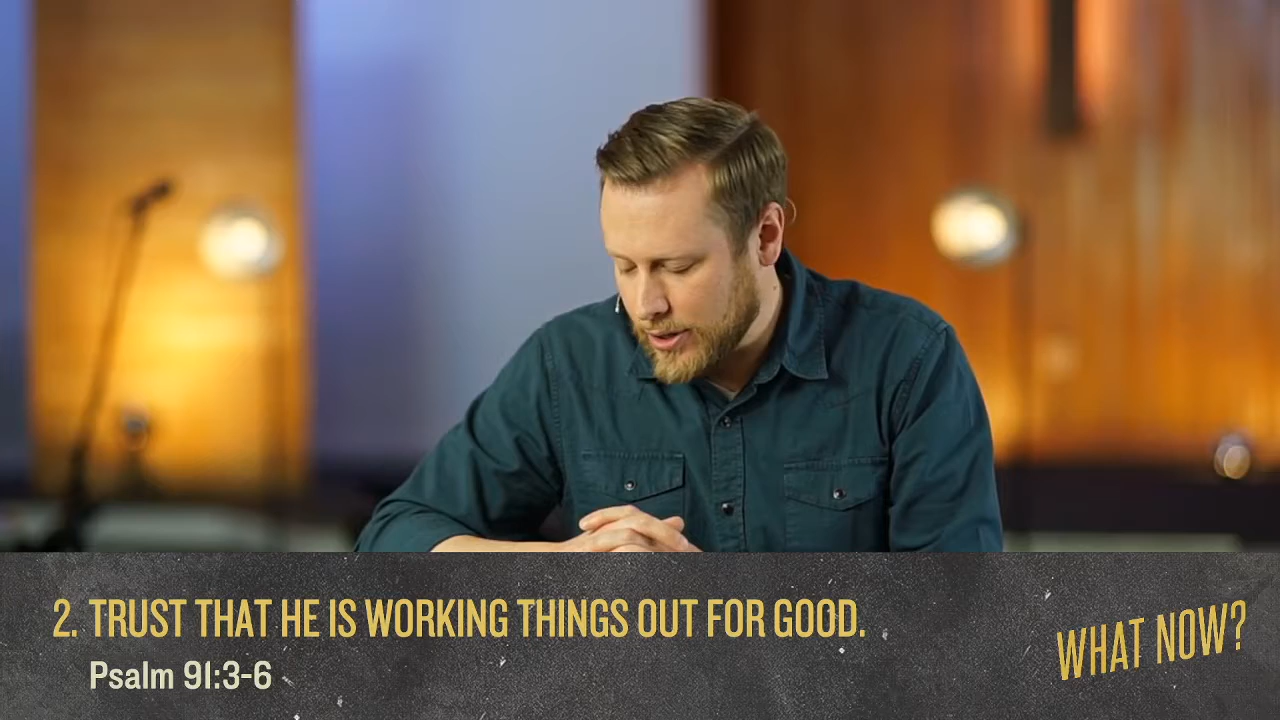 2. TRUST THAT HE IS WORKING THINGS OUT FOR GOOD.
Psalm 91:3-6
WHAT NOW?